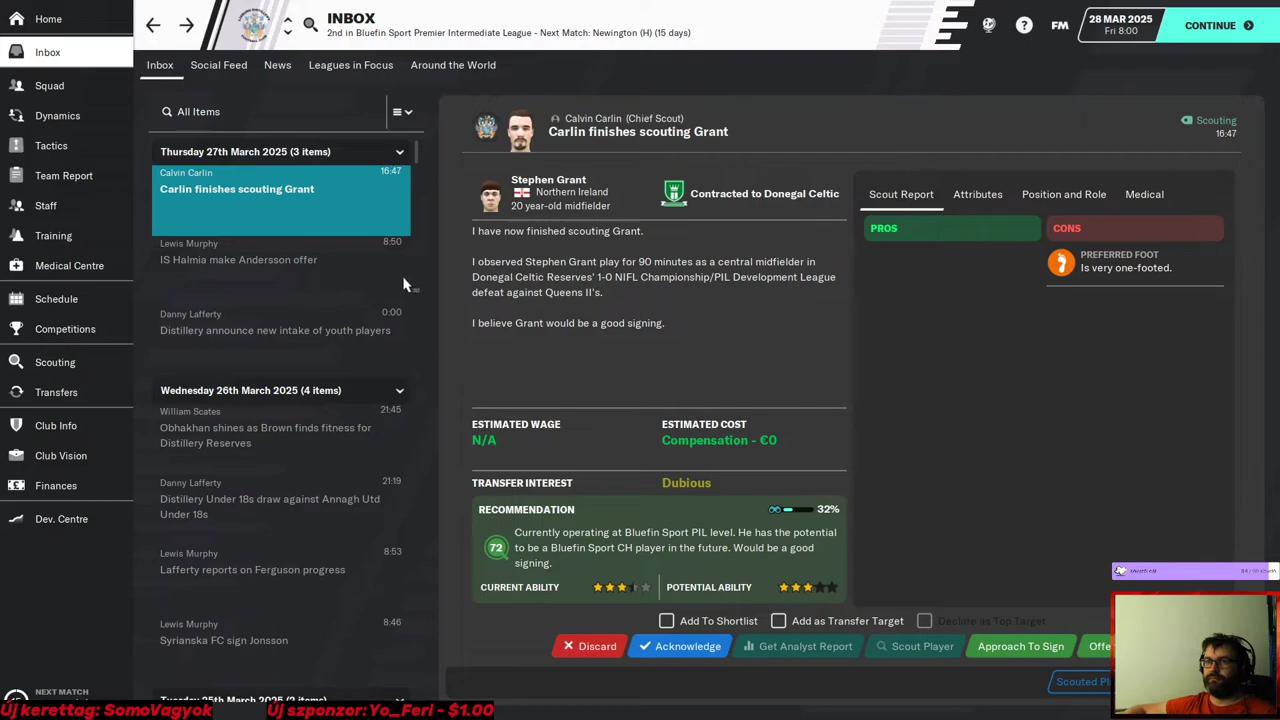 Home
INBOX
2nd in Bluefin Sport Premier Intermediate League - Next Match: Newington (H) (15 days)
FM
28 MAR 2025
Fri 8:00
CONTINUE
Inbox
Squad
Dynamics
Tactics
Team Report
Staff
Training
Medical Centre
Schedule
Competitions
Scouting
Transfers
Club Info
Club Vision
Finances
Dev. Centre
NEXT MATCH
Inbox
Social Feed
News
Leagues in Focus
Around the World
All Items
Thursday 27th March 2025 (3 items)
Calvin Carlin 16:47
Carlin finishes scouting Grant
Lewis Murphy 8:50
IS Halmia make Andersson offer
Danny Lafferty 0:00
Distillery announce new intake of youth players
Wednesday 26th March 2025 (4 items)
William Scates 21:45
Obhakhan shines as Brown finds fitness for
Distillery Reserves
Danny Lafferty 21:19
Distillery Under 18s draw against Annagh Utd
Under 18s
Lewis Murphy 8:53
Lafferty reports on Ferguson progress
Lewis Murphy 8:46
Syrianska FC sign Jonsson
Tuesday 25th March 2025 (2 items)
Calvin Carlin (Chief Scout)
Carlin finishes scouting Grant
Scouting
16:47
Stephen Grant
Northern Ireland
20 year-old midfielder
Contracted to Donegal Celtic
I have now finished scouting Grant.
I observed Stephen Grant play for 90 minutes as a central midfielder in
Donegal Celtic Reserves' 1-0 NIFL Championship/PIL Development League
defeat against Queens II's.
I believe Grant would be a good signing.
ESTIMATED WAGE
N/A
ESTIMATED COST
Compensation - €0
TRANSFER INTEREST
Dubious
RECOMMENDATION
32%
72
Currently operating at Bluefin Sport PIL level. He has the potential
to be a Bluefin Sport CH player in the future. Would be a good
signing.
CURRENT ABILITY
POTENTIAL ABILITY
Scout Report
Attributes
Position and Role
Medical
PROS
CONS
PREFERRED FOOT
Is very one-footed.
Add To Shortlist
Add as Transfer Target
Declare as Top Target
Discard
Acknowledge
Get Analyst Report
Scout Player
Approach To Sign
Offe
Scouted Pl
Új kerettag: SomoVagyok
Új szponzor:Yo_Feri - $1.00